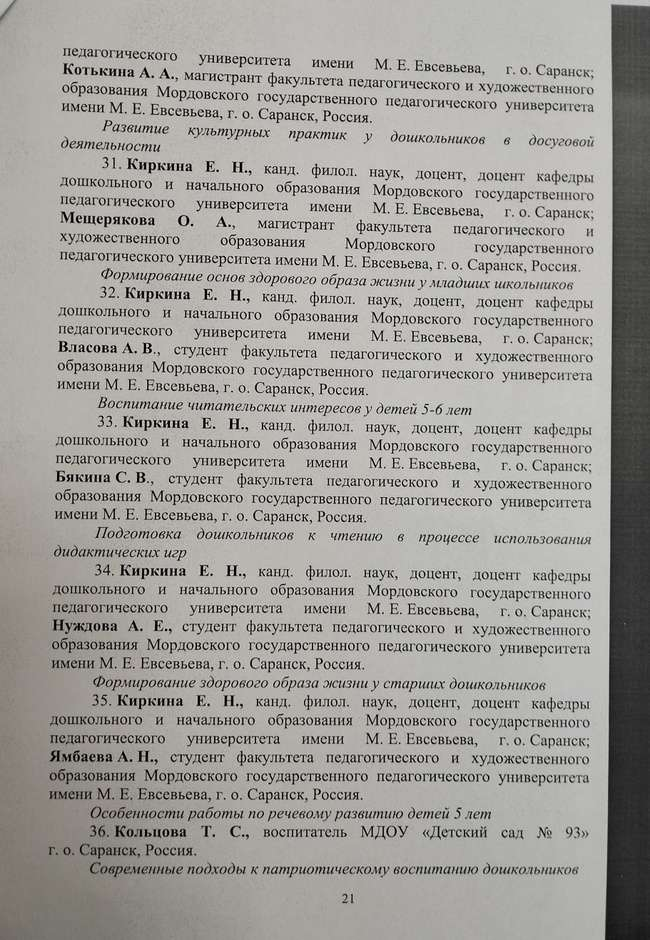 педагогического университета имени М. Е. Евсевьева, г. о. Саранск;
Котькина А. А., магистрант факультета педагогического и художественного
образования Мордовского государственного педагогического университета
имени М. Е. Евсевьева, г. о. Саранск, Россия.
Развитие культурных практик у дошкольников в досуговой
деятельности
31. Киркина Е. Н., канд. филол. наук, доцент, доцент кафедры
дошкольного и начального образования Мордовского государственного
педагогического университета имени М. Е. Евсевьева, г. о. Саранск;
Мещерякова О. А., магистрант факультета педагогического и
художественного образования Мордовского государственного
педагогического университета имени М. Е. Евсевьева, г. о. Саранск, Россия.
Формирование основ здорового образа жизни у младших школьников
32. Киркина Е. Н., канд. филол. наук, доцент, доцент кафедры
дошкольного и начального образования Мордовского государственного
педагогического университета имени М. Е. Евсевьева, г. о. Саранск;
Власова А. В., студент факультета педагогического и художественного
образования Мордовского государственного педагогического университета
имени М. Е. Евсевьева, г. о. Саранск, Россия.
Воспитание читательских интересов у детей 5-6 лет
33. Киркина Е. Н., канд. филол. наук, доцент, доцент кафедры
дошкольного и начального образования Мордовского государственного
педагогического университета имени М. Е. Евсевьева, г. о. Саранск;
Бякина С. В., студент факультета педагогического и художественного
образования Мордовского государственного педагогического университета
имени М. Е. Евсевьева, г. о. Саранск, Россия.
Подготовка дошкольников к чтению в процессе использования
дидактических игр
34. Киркина Е. Н., канд. филол. наук, доцент, доцент кафедры
дошкольного и начального образования Мордовского государственного
педагогического университета имени М. Е. Евсевьева, г. о. Саранск;
Нуждова А. Е., студент факультета педагогического и художественного
образования Мордовского государственного педагогического университета
имени М. Е. Евсевьева, г. о. Саранск, Россия.
Формирование здорового образа жизни у старших дошкольников
35. Киркина Е. Н., канд. филол. наук, доцент, доцент кафедры
дошкольного и начального образования Мордовского государственного
педагогического университета имени М. Е. Евсевьева, г. о. Саранск;
Ямбаева А. Н., студент факультета педагогического и художественного
образования Мордовского государственного педагогического университета
имени М. Е. Евсевьева, г. о. Саранск, Россия.
Особенности работы по речевому развитию детей 5 лет
36. Кольцова Т. С., воспитатель МДОУ «Детский сад № 93»
г. о. Саранск, Россия.
Современные подходы к патриотическому воспитанию дошкольников
21